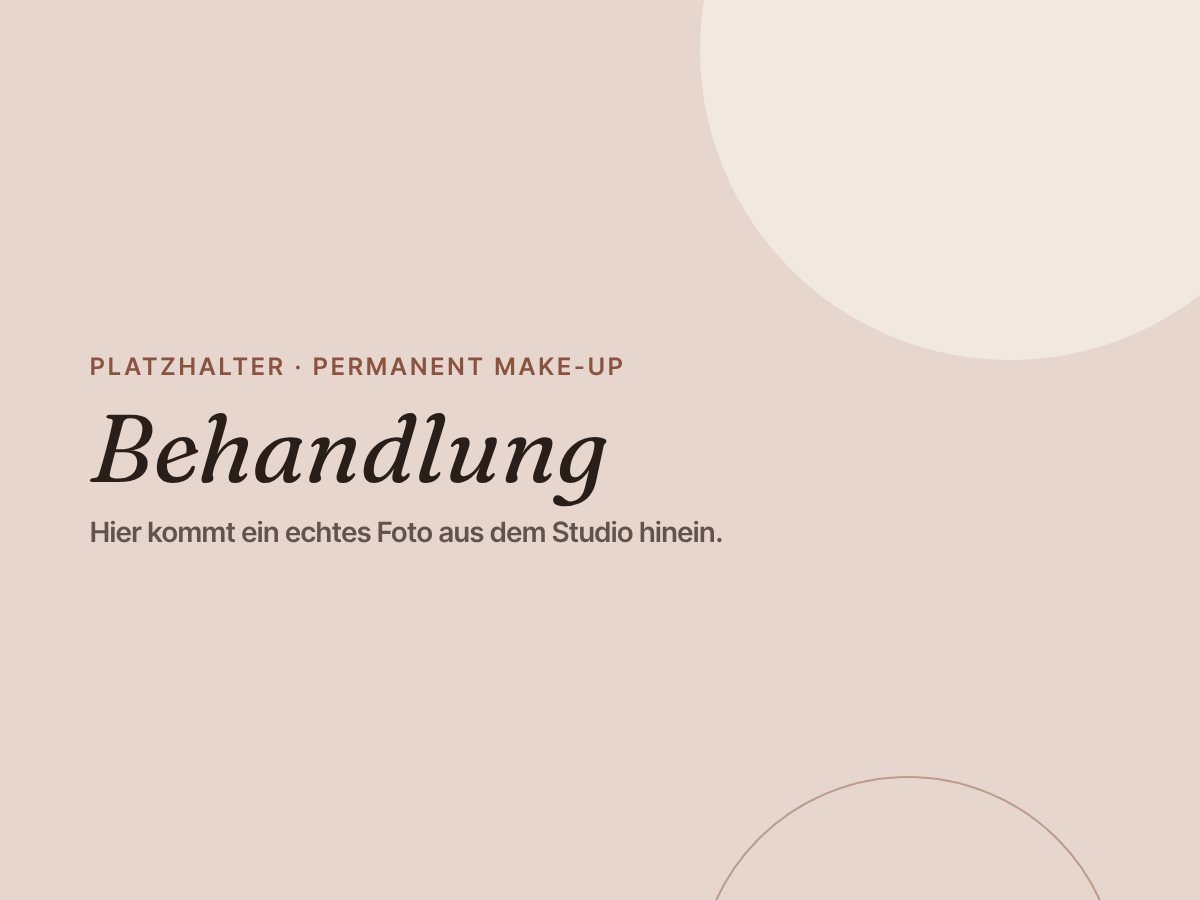 PLATZHALTER · PERMANENT MAKE-UP
Behandlung
Hier kommt ein echtes Foto aus dem Studio hinein.